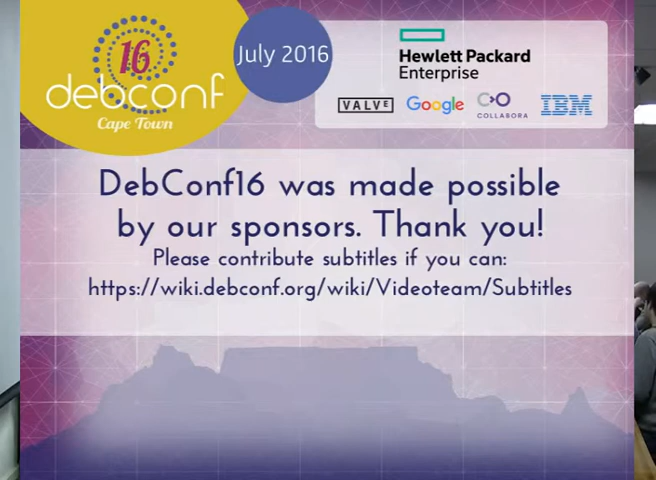 16
debconf
Cape Town
July 2016
Hewlett Packard
Enterprise
VALVE
Google
COLLABORA
IBM
DebConf16 was made possible
by our sponsors. Thank you!
Please contribute subtitles if you can:
https://wiki.debconf.org/wiki/Videoteam/Subtitles